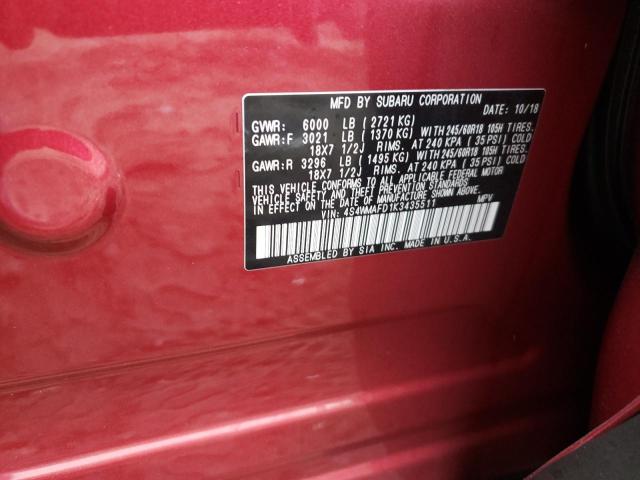 MFD BY SUBARU CORPORATION
DATE: 10/18
GVWR: 6000 LB ( 2721 KG)
GAWR:F 3021 LB ( 1370 KG) WITH 245/60R18 105H TIRES.
18X7 1/2J RIMS. AT 240 KPA ( 35 PSI) COLD
GAWR:R 3296 LB ( 1495 KG) WITH 245/60R18 105H TIRES.
18X7 1/2J RIMS. AT 240 KPA ( 35 PSI) COLD
THIS VEHICLE CONFORMS TO ALL APPLICABLE FEDERAL MOTOR
VEHICLE SAFETY AND THEFT PREVENTION STANDARDS
IN EFFECT ON THE DATE OF MANUFACTURE SHOWN ABOVE.
VIN: 4S4WMAFD1K3435511 MPV
ASSEMBLED BY SIA INC. MADE IN U.S.A.